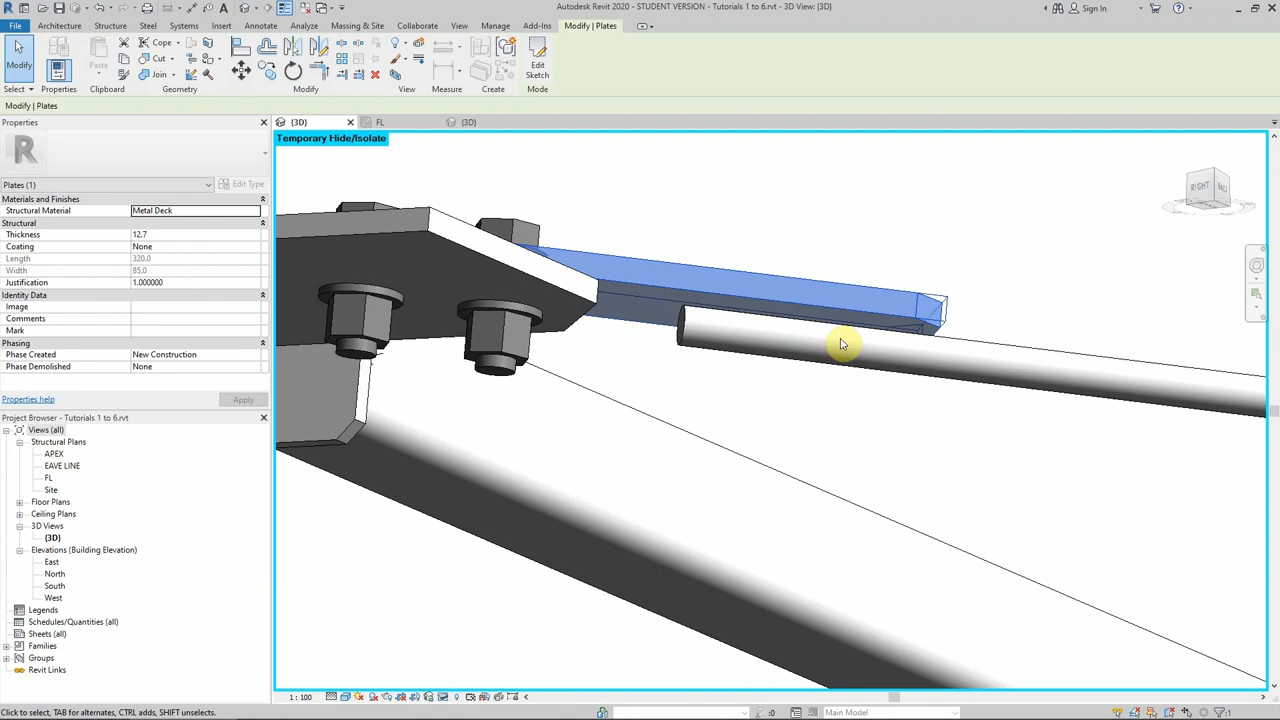 Autodesk Revit 2020 - STUDENT VERSION - Tutorials 1 to 6.rvt - 3D View: {3D}
Sign In
File Architecture Structure Steel Systems Insert Annotate Analyze Massing & Site Collaborate View Manage Add-Ins Modify | Plates
Modify
Paste
Cope
Cut
Join
Edit
Sketch
Select Properties Clipboard Geometry Modify View Measure Create Mode
Modify | Plates
Properties
{3D} FL {3D}
Temporary Hide/Isolate
Plates (1) Edit Type
Materials and Finishes
Structural Material Metal Deck
Structural
Thickness 12.7
Coating None
Length 320.0
Width 85.0
Justification 1.000000
Identity Data
Image
Comments
Mark
Phasing
Phase Created New Construction
Phase Demolished None
Properties help Apply
Project Browser - Tutorials 1 to 6.rvt
Views (all)
Structural Plans
APEX
EAVE LINE
FL
Site
Floor Plans
Ceiling Plans
3D Views
{3D}
Elevations (Building Elevation)
East
North
South
West
Legends
Schedules/Quantities (all)
Sheets (all)
Families
Groups
Revit Links
RIGHT
1 : 100
Click to select, TAB for alternates, CTRL adds, SHIFT unselects.
:0
Main Model
:1